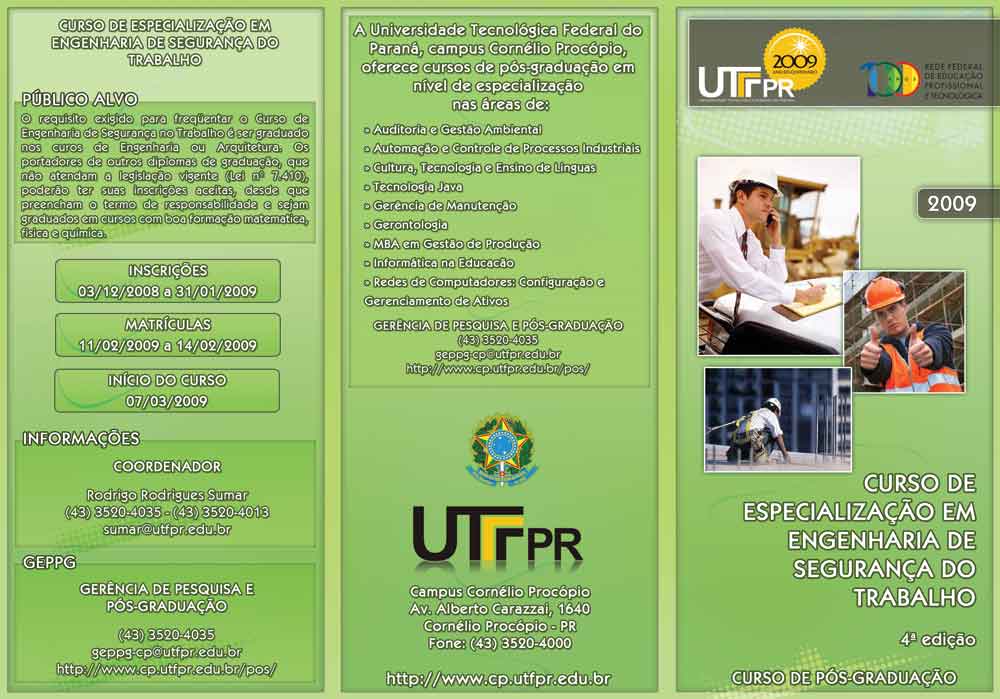 CURSO DE ESPECIALIZAÇÃO EM
ENGENHARIA DE SEGURANÇA DO
TRABALHO
PÚBLICO ALVO
O requisito exigido para freqüentar o Curso de
Engenharia de Segurança no Trabalho é ser graduado
nos curos de Engenharia ou Arquitetura. Os
portadores de outros diplomas de graduação, que
não atendam a legislação vigente (Lei nº 7.410),
poderão ter suas inscrições aceitas, desde que
preencham o termo de responsabilidade e sejam
graduados em cursos com boa formação matemática,
física e química.
INSCRIÇÕES
03/12/2008 a 31/01/2009
MATRÍCULAS
11/02/2009 a 14/02/2009
INÍCIO DO CURSO
07/03/2009
INFORMAÇÕES
COORDENADOR
Rodrigo Rodrigues Sumar
(43) 3520-4035 - (43) 3520-4013
sumar@utfpr.edu.br
GEPPG
GERÊNCIA DE PESQUISA E
PÓS-GRADUAÇÃO
(43) 3520-4035
geppg-cp@utfpr.edu.br
http://www.cp.utfpr.edu.br/pos/
A Universidade Tecnológica Federal do
Paraná, campus Cornélio Procópio,
oferece cursos de pós-graduação em
nível de especialização
nas áreas de:
- Auditoria e Gestão Ambiental
- Automação e Controle de Processos Industriais
- Cultura, Tecnologia e Ensino de Línguas
- Tecnologia Java
- Gerência de Manutenção
- Gerontologia
- MBA em Gestão de Produção
- Informática na Educacão
- Redes de Computadores: Configuração e
Gerenciamento de Ativos
GERÊNCIA DE PESQUISA E PÓS-GRADUAÇÃO
(43) 3520-4035
geppg-cp@utfpr.edu.br
http://www.cp.utfpr.edu.br/pos/
UTFPR
Campus Cornélio Procópio
Av. Alberto Carazzai, 1640
Cornélio Procópio - PR
Fone: (43) 3520-4000
http://www.cp.utfpr.edu.br
UTFPR
2009
REDE FEDERAL
DE EDUCAÇÃO
PROFISSIONAL
E TECNOLÓGICA
2009
CURSO DE
ESPECIALIZAÇÃO EM
ENGENHARIA DE
SEGURANÇA DO
TRABALHO
4ª edição
CURSO DE PÓS-GRADUAÇÃO